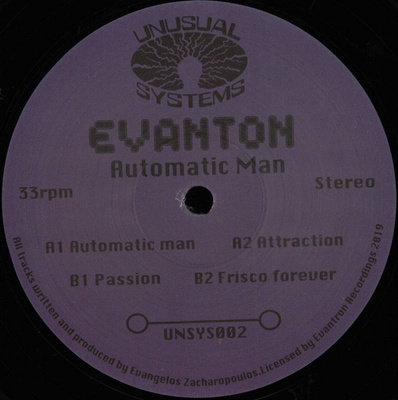 UNUSUAL
SYSTEMS
EVANTON
Automatic Man
33rpm
Stereo
A1 Automatic man
A2 Attraction
B1 Passion
B2 Frisco forever
UNSYS002
All tracks written and produced by Evangelos Zacharopoulos.Licensed by Evantron Recordings 2019